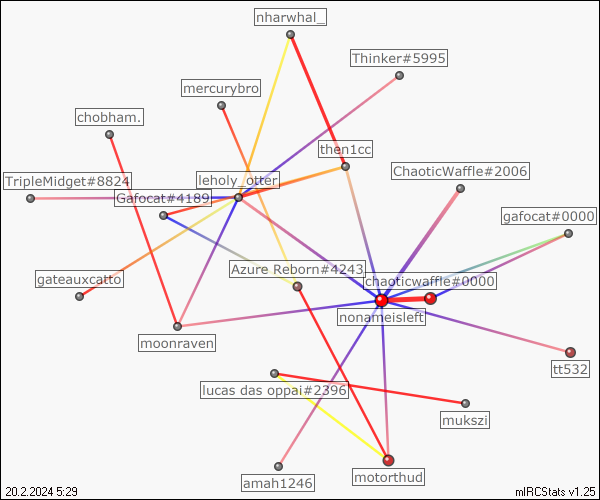 nharwhal_
Thinker#5995
mercurybro
chobham.
then1cc
ChaoticWaffle#2006
TripleMidget#8824
leholy_otter
Gafocat#4189
gafocat#0000
Azure Reborn#4243
gateauxcatto
chaoticwaffle#0000
nonameisleft
moonraven
tt532
lucas das oppai#2396
mukszi
motorthud
amah1246
20.2.2024 5:29
mIRCStats v1.25